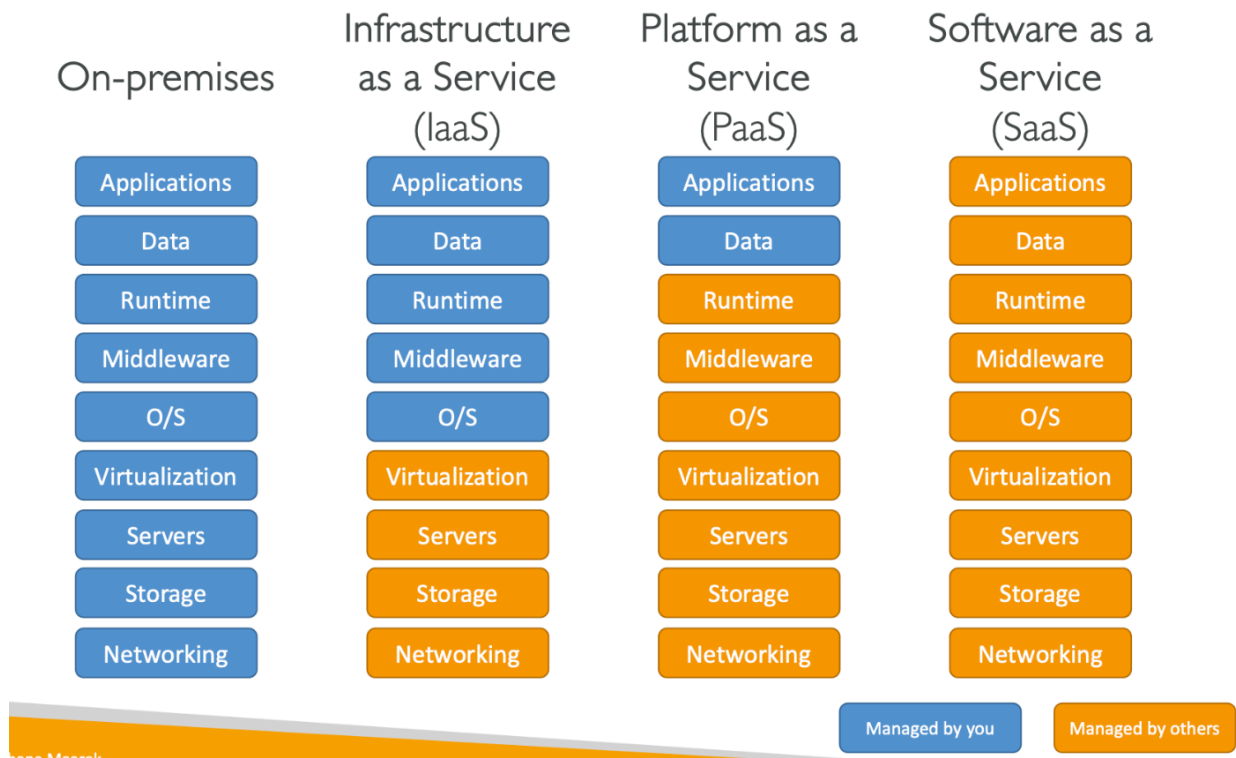 On-premises
Infrastructure
as a Service
(IaaS)
Platform as a
Service
(PaaS)
Software as a
Service
(SaaS)
Applications
Data
Runtime
Middleware
O/S
Virtualization
Servers
Storage
Networking
Applications
Data
Runtime
Middleware
O/S
Virtualization
Servers
Storage
Networking
Applications
Data
Runtime
Middleware
O/S
Virtualization
Servers
Storage
Networking
Applications
Data
Runtime
Middleware
O/S
Virtualization
Servers
Storage
Networking
Managed by you
Managed by others